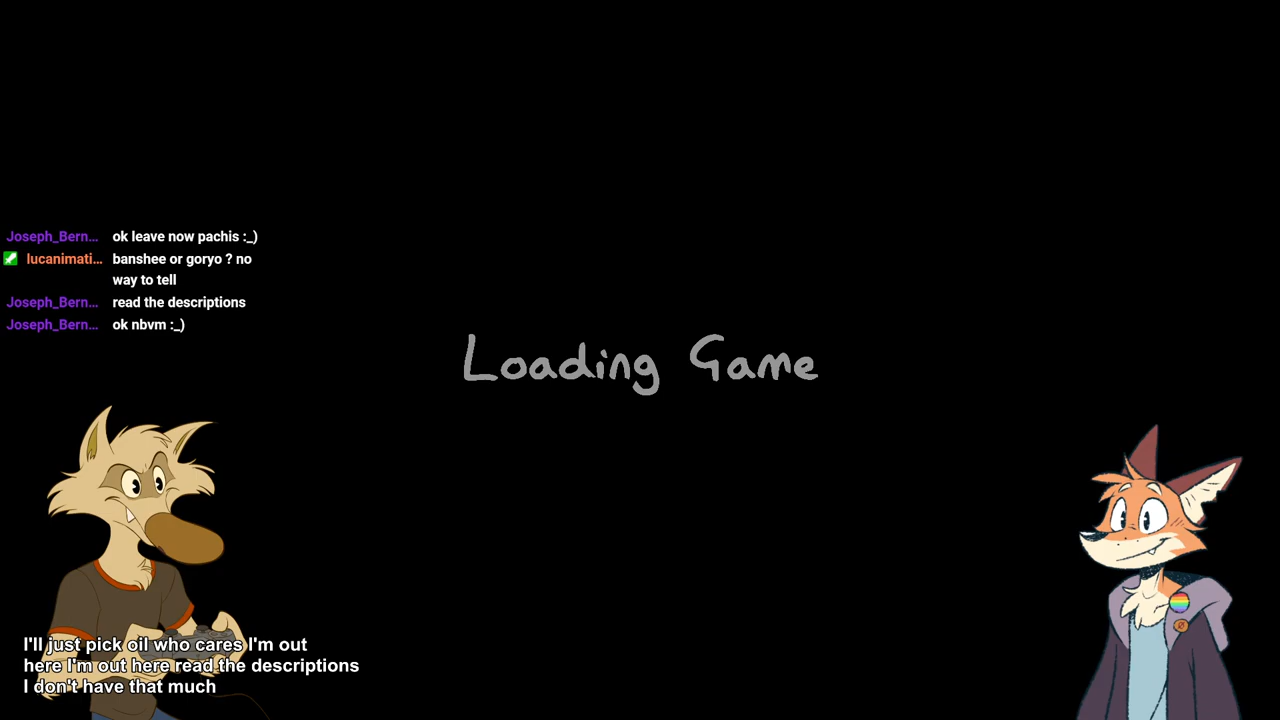 Joseph_Bern... ok leave now pachis :_)
lucanimati... banshee or goryo ? no
way to tell
Joseph_Bern... read the descriptions
Joseph_Bern... ok nbvm :_)
Loading Game
I'll just pick oil who cares I'm out
here I'm out here read the descriptions
I don't have that much